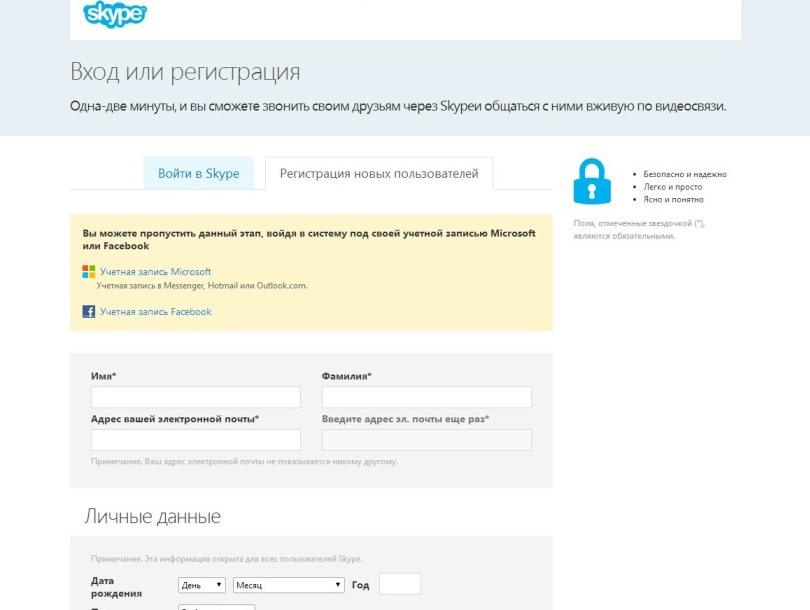 skype
Вход или регистрация
Одна-две минуты, и вы сможете звонить своим друзьям через Skypeи общаться с ними вживую по видеосвязи.
Войти в Skype
Регистрация новых пользователей
Безопасно и надежно
Легко и просто
Ясно и понятно
Поля, отмеченные звездочкой (*),
являются обязательными.
Вы можете пропустить данный этап, войдя в систему под своей учетной записью Microsoft
или Facebook
Учетная запись Microsoft
Учетная запись в Messenger, Hotmail или Outlook.com.
Учетная запись Facebook
Имя*
Фамилия*
Адрес вашей электронной почты*
Введите адрес эл. почты еще раз*
Примечание. Ваш адрес электронной почты не показывается никому другому.
Личные данные
Примечание. Эта информация открыта для всех пользователей Skype.
Дата
рождения
День
Месяц
Год